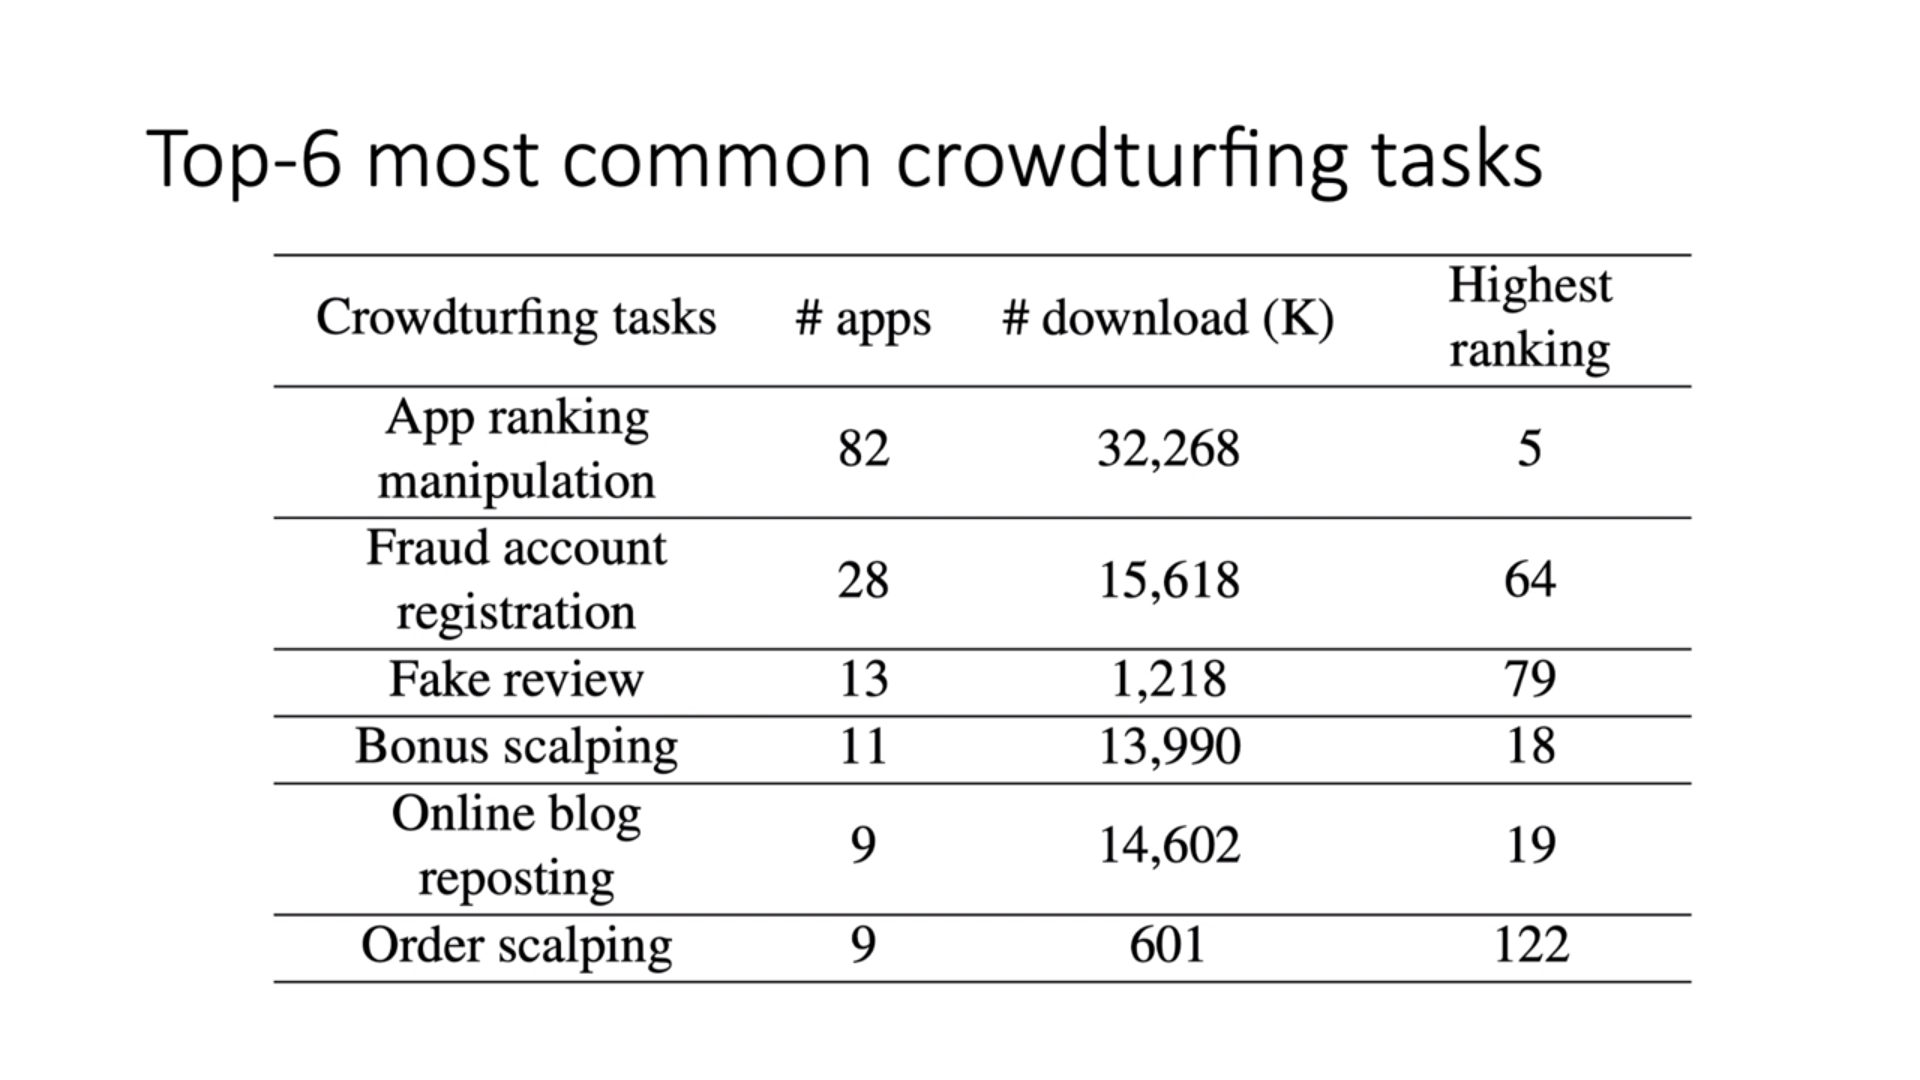 Top-6 most common crowdturfing tasks
Crowdturfing tasks # apps # download (K) Highest ranking
App ranking manipulation 82 32,268 5
Fraud account registration 28 15,618 64
Fake review 13 1,218 79
Bonus scalping 11 13,990 18
Online blog reposting 9 14,602 19
Order scalping 9 601 122